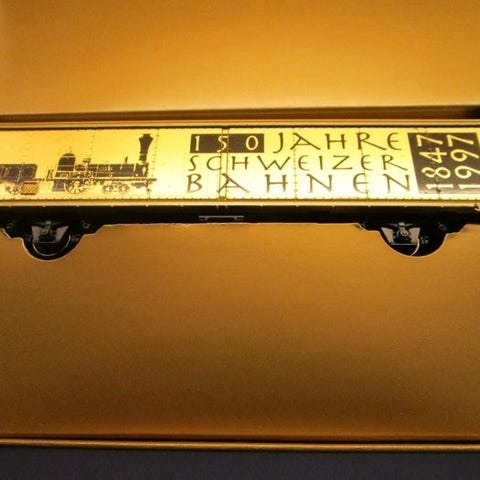 150 JAHRE
SCHWEIZER
BAHNEN
1847
1997